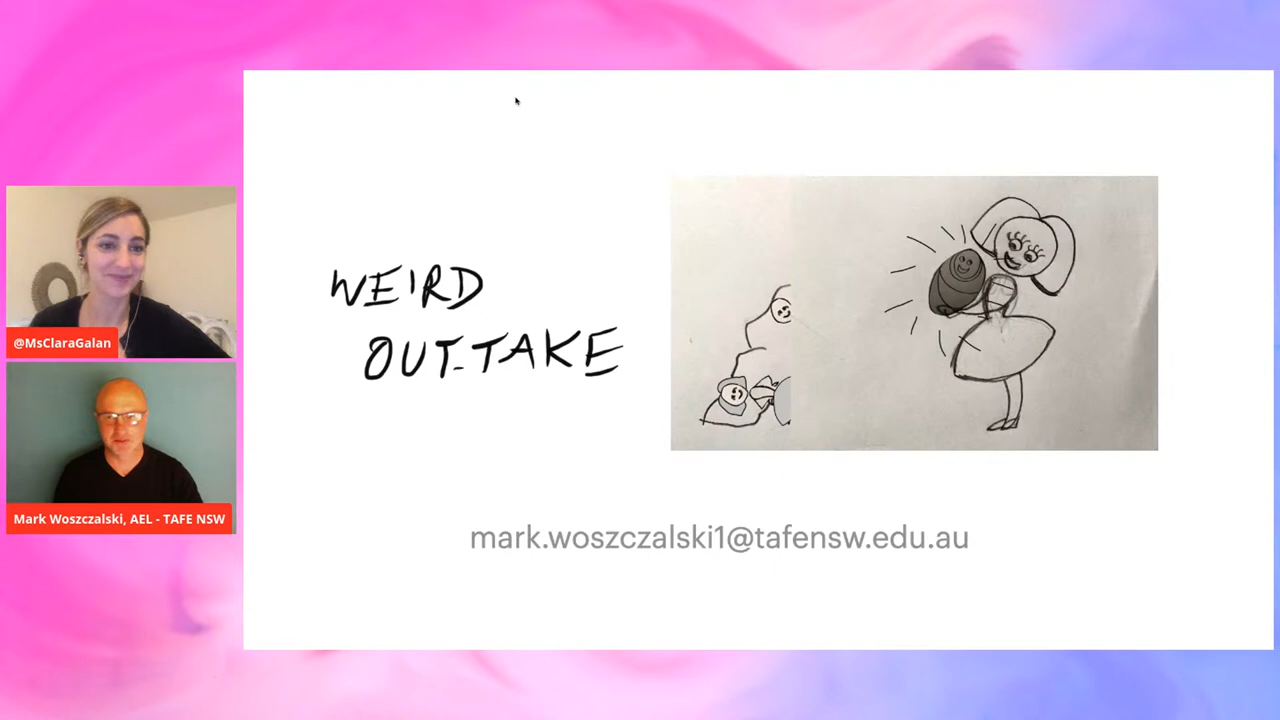 @MsClaraGalan
Mark Woszczalski, AEL - TAFE NSW
WEIRD
OUT-TAKE
mark.woszczalski1@tafensw.edu.au